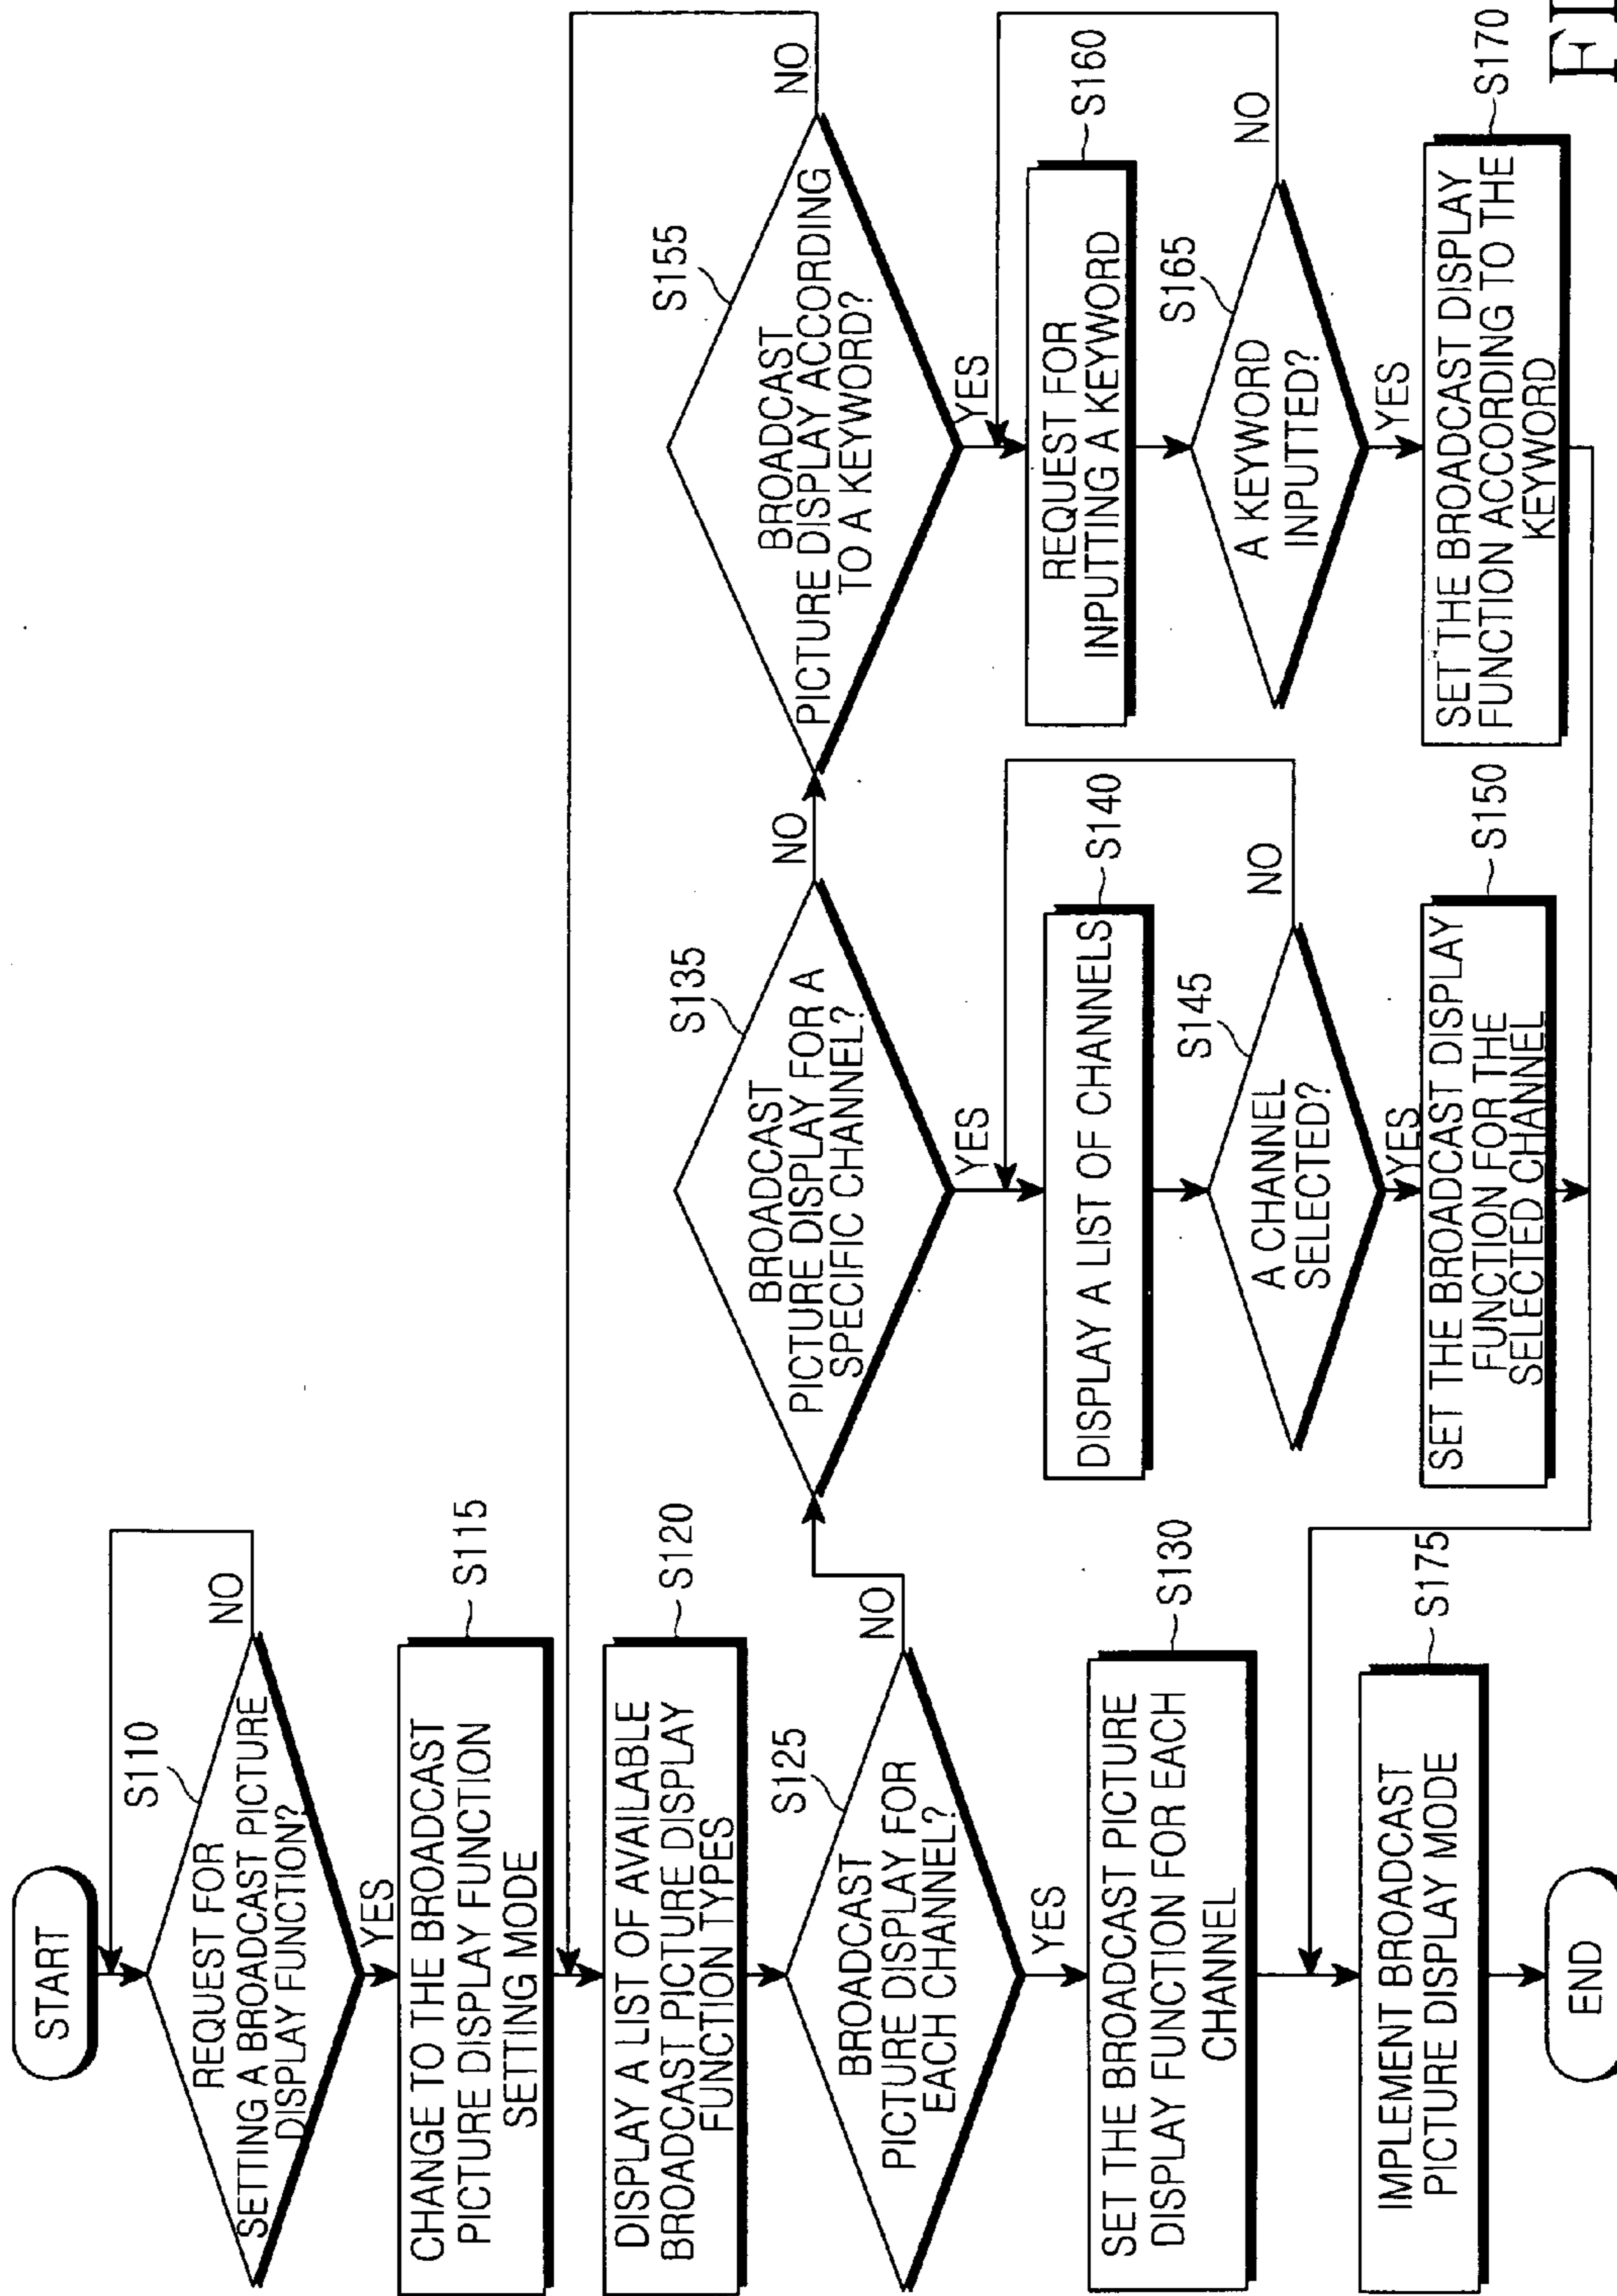 START
S110
REQUEST FOR
SETTING A BROADCAST PICTURE
DISPLAY FUNCTION?
NO
YES
CHANGE TO THE BROADCAST
PICTURE DISPLAY FUNCTION
SETTING MODE
S115
DISPLAY A LIST OF AVAILABLE
BROADCAST PICTURE DISPLAY
FUNCTION TYPES
S120
S125
BROADCAST
PICTURE DISPLAY FOR
EACH CHANNEL?
NO
YES
SET THE BROADCAST PICTURE
DISPLAY FUNCTION FOR EACH
CHANNEL
S130
IMPLEMENT BROADCAST
PICTURE DISPLAY MODE
S175
END
S135
BROADCAST
PICTURE DISPLAY FOR A
SPECIFIC CHANNEL?
NO
YES
DISPLAY A LIST OF CHANNELS
S140
S145
A CHANNEL
SELECTED?
NO
YES
SET THE BROADCAST DISPLAY
FUNCTION FOR THE
SELECTED CHANNEL
S150
S155
BROADCAST
PICTURE DISPLAY ACCORDING
TO A KEYWORD?
NO
YES
REQUEST FOR
INPUTTING A KEYWORD
S160
S165
A KEYWORD
INPUTTED?
NO
YES
SET THE BROADCAST DISPLAY
FUNCTION ACCORDING TO THE
KEYWORD
S170